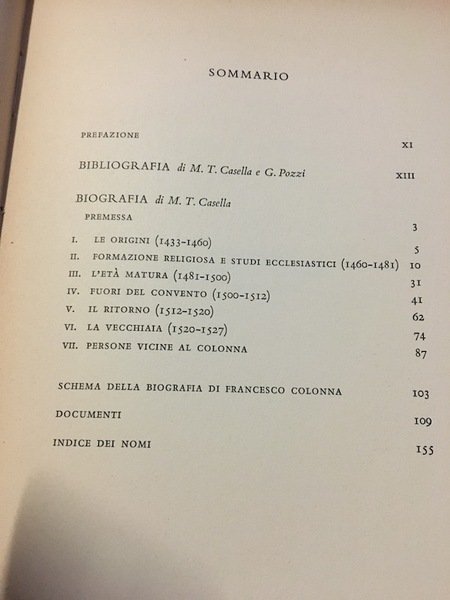 SOMMARIO
PREFAZIONE XI
BIBLIOGRAFIA di M. T. Casella e G. Pozzi XIII
BIOGRAFIA di M. T. Casella
PREMESSA 3
I. LE ORIGINI (1433-1460) 5
II. FORMAZIONE RELIGIOSA E STUDI ECCLESIASTICI (1460-1481) 10
III. L'ETÀ MATURA (1481-1500) 31
IV. FUORI DEL CONVENTO (1500-1512) 41
V. IL RITORNO (1512-1520) 62
VI. LA VECCHIAIA (1520-1527) 74
VII. PERSONE VICINE AL COLONNA 87
SCHEMA DELLA BIOGRAFIA DI FRANCESCO COLONNA 103
DOCUMENTI 109
INDICE DEI NOMI 155